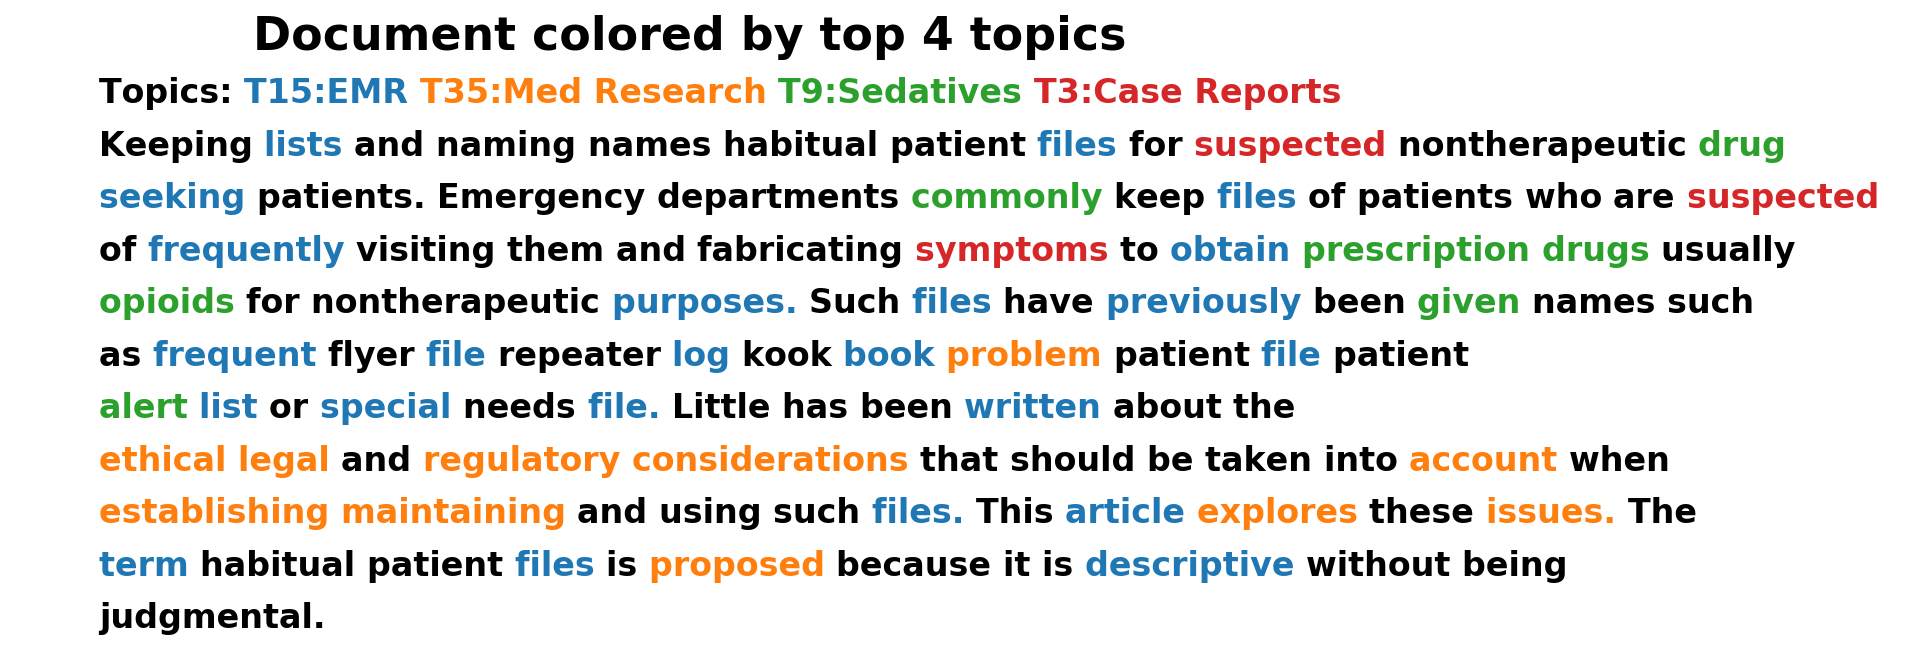 Document colored by top 4 topics
Topics: T15:EMR T35:Med Research T9:Sedatives T3:Case Reports
Keeping lists and naming names habitual patient files for suspected nontherapeutic drug
seeking patients. Emergency departments commonly keep files of patients who are suspected
of frequently visiting them and fabricating symptoms to obtain prescription drugs usually
opioids for nontherapeutic purposes. Such files have previously been given names such
as frequent flyer file repeater log kook book problem patient file patient
alert list or special needs file. Little has been written about the
ethical legal and regulatory considerations that should be taken into account when
establishing maintaining and using such files. This article explores these issues. The
term habitual patient files is proposed because it is descriptive without being
judgmental.